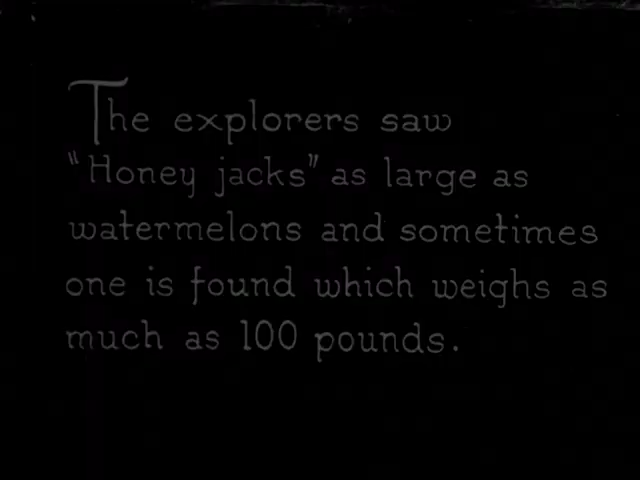 The explorers saw
"Honey jacks" as large as
watermelons and sometimes
one is found which weighs as
much as 100 pounds.